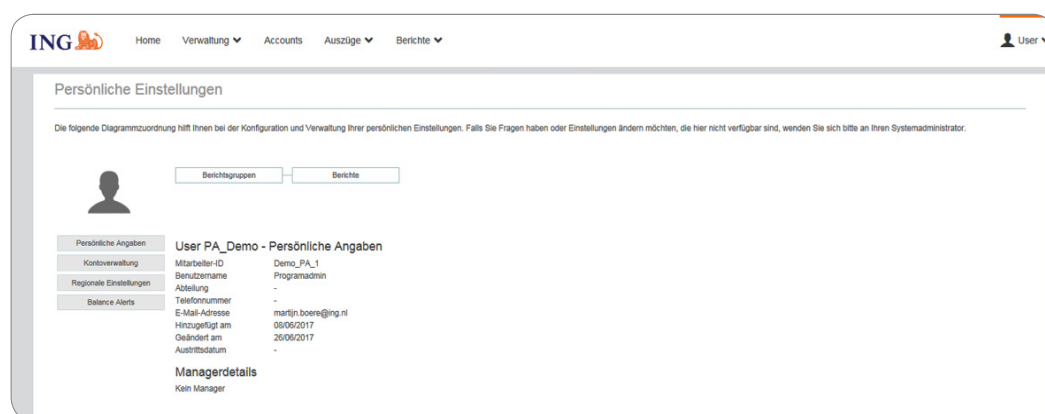 ING Home Verwaltung Accounts Auszüge Berichte User
Persönliche Einstellungen
Die folgende Diagrammzuordnung hilft Ihnen bei der Konfiguration und Verwaltung Ihrer persönlichen Einstellungen. Falls Sie Fragen haben oder Einstellungen ändern möchten, die hier nicht verfügbar sind, wenden Sie sich bitte an Ihren Systemadministrator.
Berichtsgruppen Berichte
Persönliche Angaben
Kontoverwaltung
Regionale Einstellungen
Balance Alerts
User PA_Demo - Persönliche Angaben
Mitarbeiter-ID Demo_PA_1
Benutzername Programadmin
Abteilung -
Telefonnummer -
E-Mail-Adresse martijn.boere@ing.nl
Hinzugefügt am 08/06/2017
Geändert am 26/06/2017
Austrittsdatum -
Managerdetails
Kein Manager